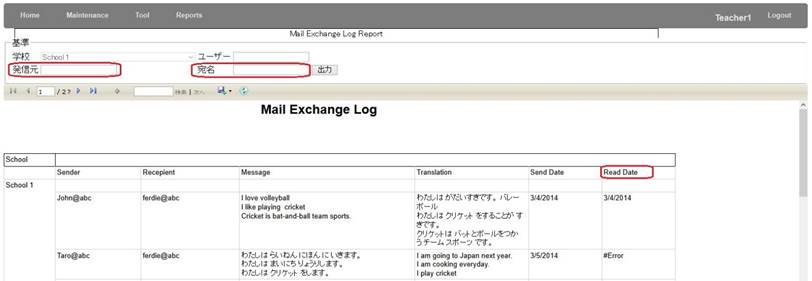 Home Maintenance Tool Reports Teacher1 Logout
Mail Exchange Log Report
基準
学校 School 1 ユーザー
発信元 宛名 出力
1 / 2 ? 検索 | 次へ
Mail Exchange Log
School
Sender Recepient Message Translation Send Date Read Date
School 1
John@abc ferdie@abc I love volleyball わたしは がだいすきです。 バレー 3/4/2014 3/4/2014
I like playing cricket ボール
Cricket is bat-and-ball team sports. わたしは クリケット をすることが す
きです。
クリケットは バットとボールをつか
うチーム スポーツ です。
Taro@abc ferdie@abc わたしは らいねん にほん に いきます。 I am going to Japan next year. 3/5/2014 #Error
わたしは まいにち りょうりします。 I am cooking everyday.
わたしは クリケット をします。 I play cricket